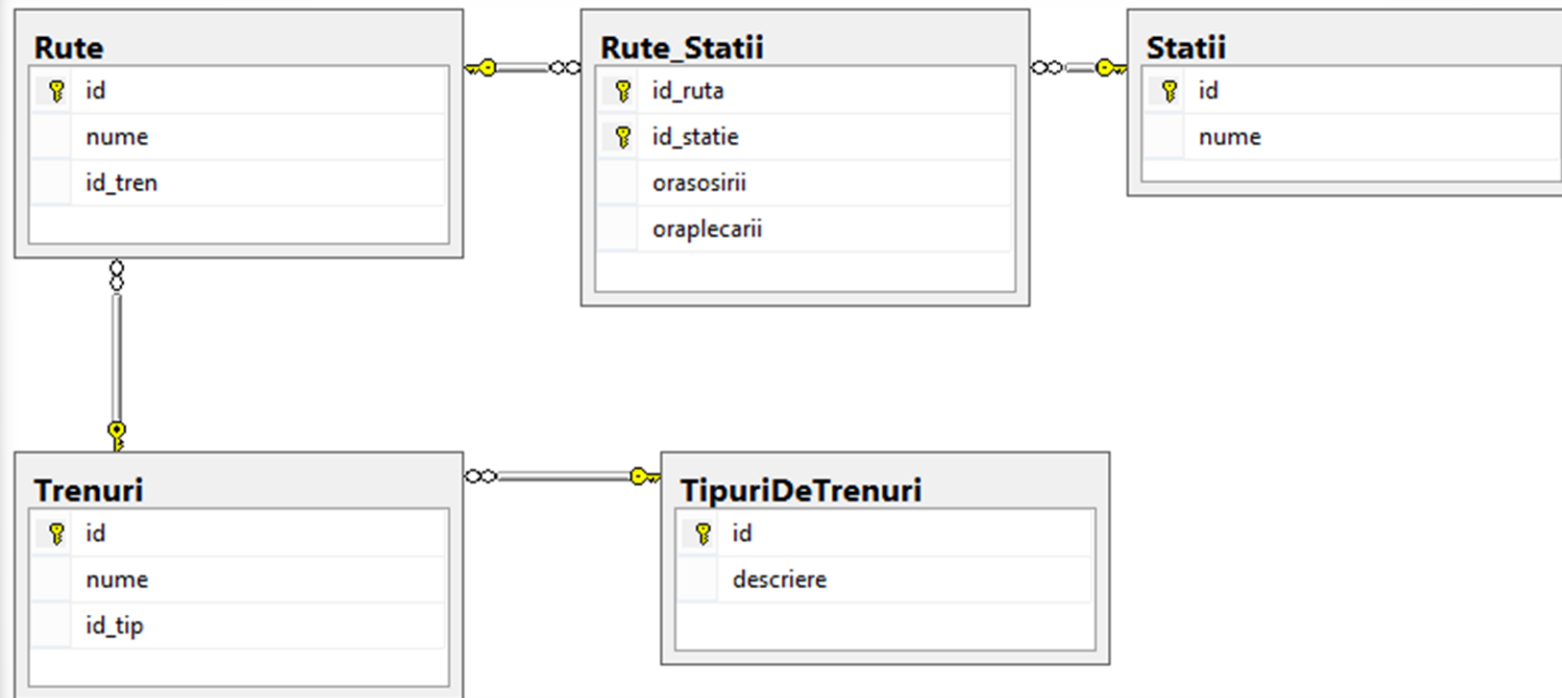 Rute
id
nume
id_tren
Rute_Statii
id_ruta
id_statie
orasosirii
oraplecarii
Statii
id
nume
Trenuri
id
nume
id_tip
TipuriDeTrenuri
id
descriere